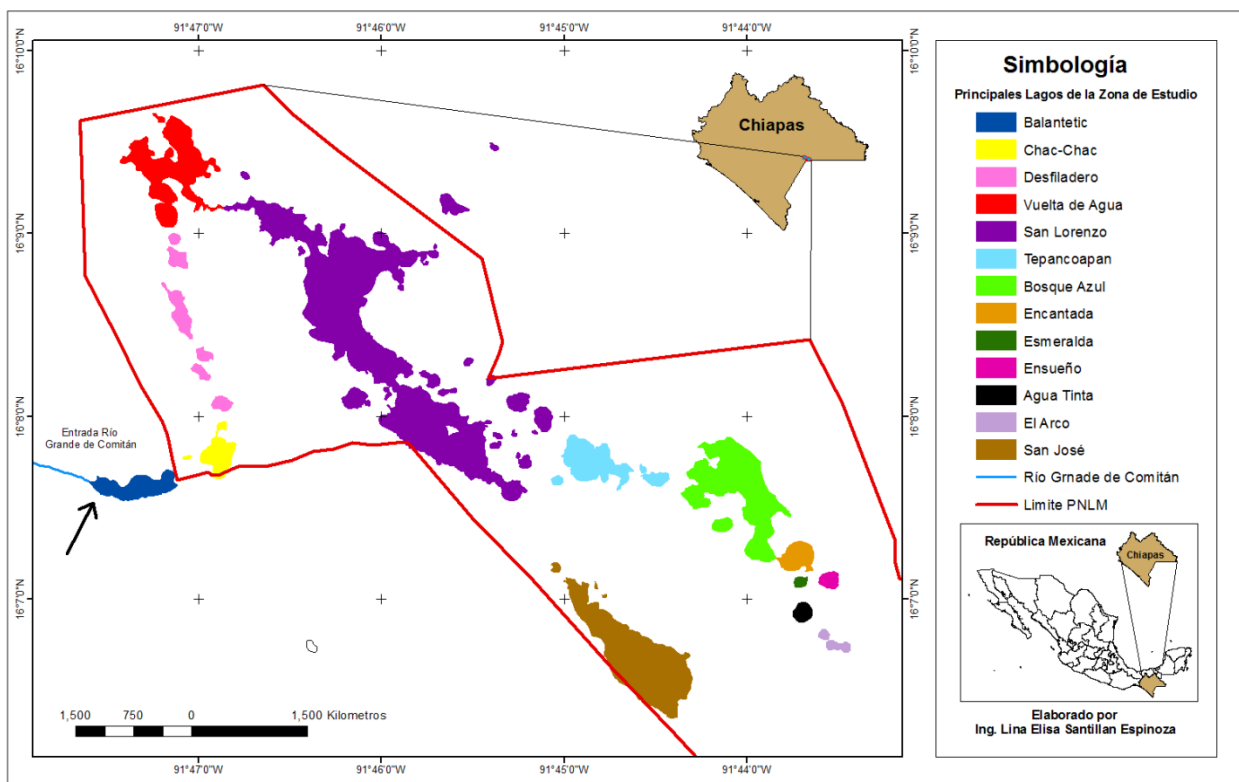 91°47'0"W
91°46'0"W
91°45'0"W
91°44'0"W
16°10'0"N
16°10'0"N
16°9'0"N
16°9'0"N
16°8'0"N
16°8'0"N
16°7'0"N
16°7'0"N
Chiapas
Entrada Río
Grande de Comitán
1,500 750 0 1,500 Kilometros
91°47'0"W
91°46'0"W
91°45'0"W
91°44'0"W
Simbología
Principales Lagos de la Zona de Estudio
Balantetic
Chac-Chac
Desfiladero
Vuelta de Agua
San Lorenzo
Tepancoapan
Bosque Azul
Encantada
Esmeralda
Ensueño
Agua Tinta
El Arco
San José
Río Grnade de Comitán
Limite PNLM
República Mexicana
Chiapas
Elaborado por
Ing. Lina Elisa Santillan Espinoza